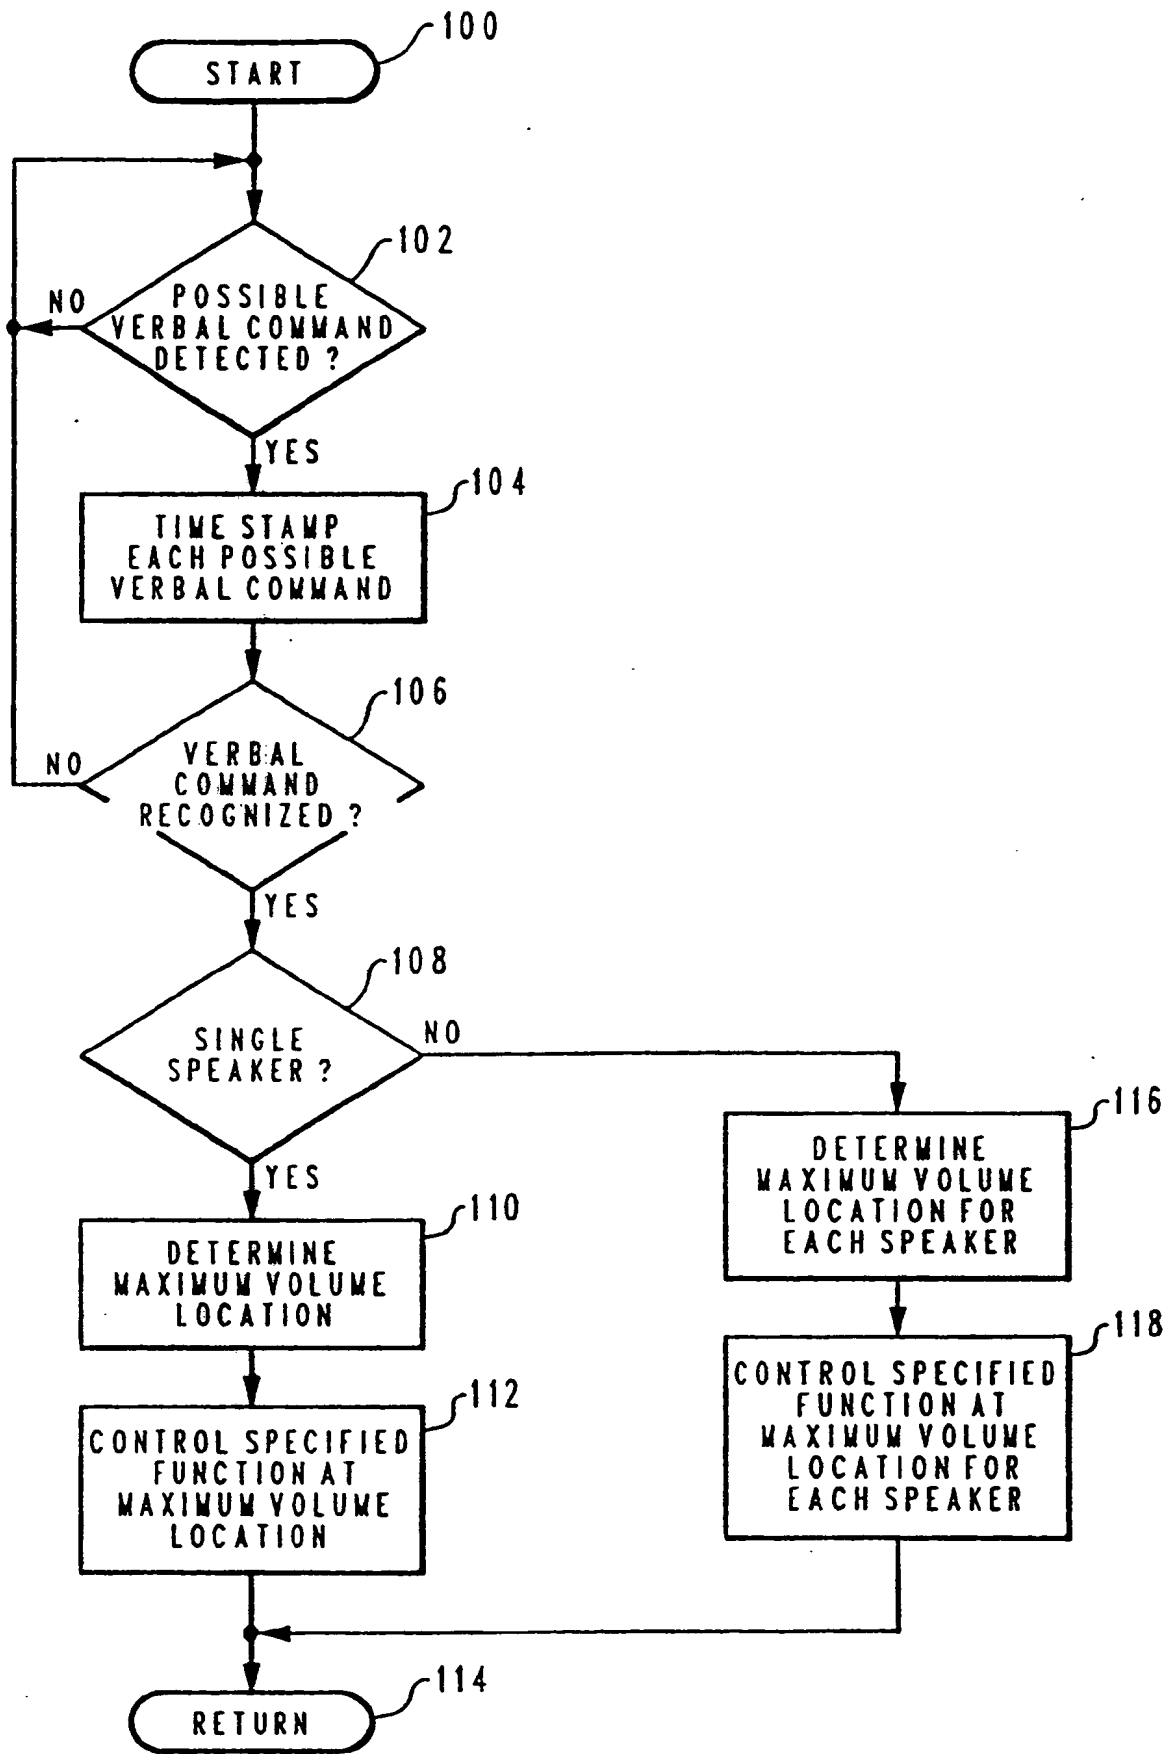 100
START
102
NO
POSSIBLE
VERBAL COMMAND
DETECTED ?
YES
104
TIME STAMP
EACH POSSIBLE
VERBAL COMMAND
106
NO
VERBAL
COMMAND
RECOGNIZED ?
YES
108
NO
SINGLE
SPEAKER ?
YES
110
DETERMINE
MAXIMUM VOLUME
LOCATION
112
CONTROL SPECIFIED
FUNCTION AT
MAXIMUM VOLUME
LOCATION
116
DETERMINE
MAXIMUM VOLUME
LOCATION FOR
EACH SPEAKER
118
CONTROL SPECIFIED
FUNCTION AT
MAXIMUM VOLUME
LOCATION FOR
EACH SPEAKER
114
RETURN